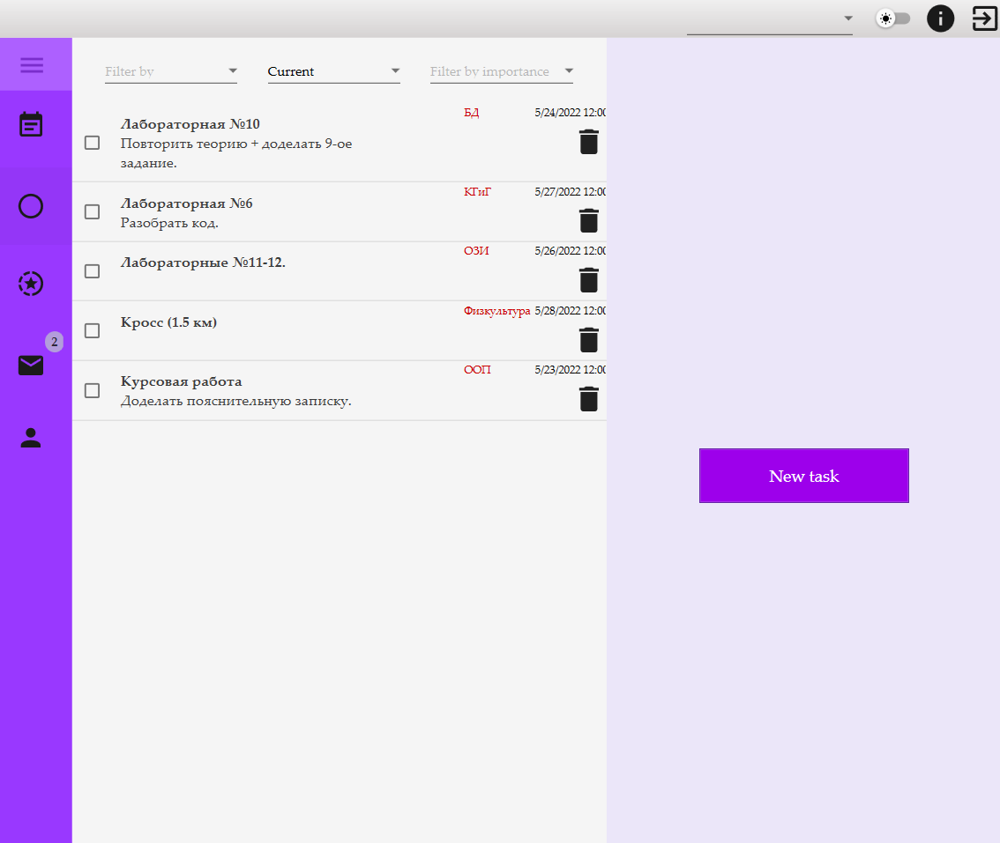 Filter by
Current
Filter by importance
БД
5/24/2022 12:00
Лабораторная №10
Повторить теорию + доделать 9-ое
задание.
КГиГ
5/27/2022 12:00
Лабораторная №6
Разобрать код.
ОЗИ
5/26/2022 12:00
Лабораторные №11-12.
Физкультура
5/28/2022 12:00
Кросс (1.5 км)
2
ООП
5/23/2022 12:00
Курсовая работа
Доделать пояснительную записку.
New task